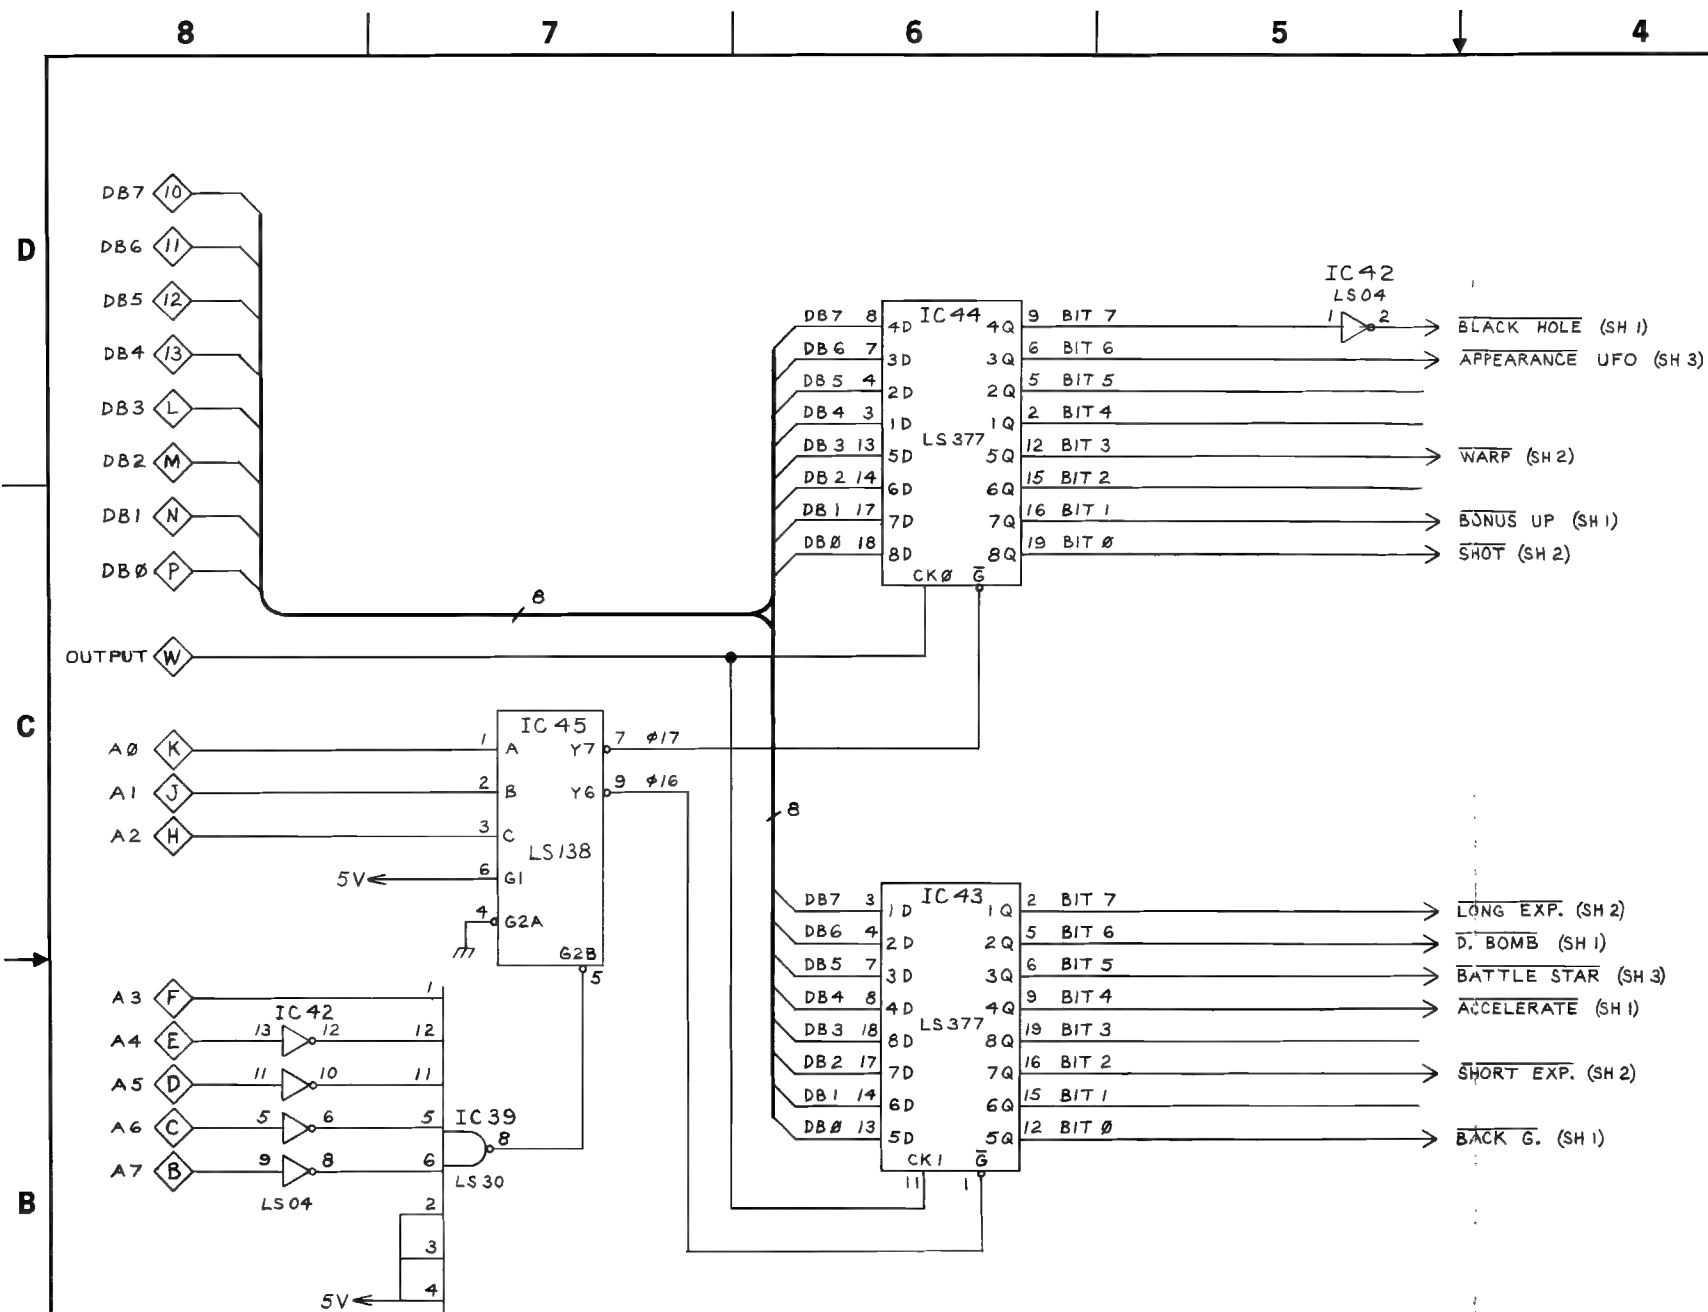 8 7 6 5 4
D
C
B
DB7 10
DB6 11
DB5 12
DB4 13
DB3 L
DB2 M
DB1 N
DBØ P
8
OUTPUT W
IC44
LS377
DB7 8 4D 4Q 9 BIT 7
DB6 7 3D 3Q 6 BIT 6
DB5 4 2D 2Q 5 BIT 5
DB4 3 1D 1Q 2 BIT 4
DB3 13 5D 5Q 12 BIT 3
DB2 14 6D 6Q 15 BIT 2
DB1 17 7D 7Q 16 BIT 1
DBØ 18 8D 8Q 19 BIT Ø
CKØ G
IC42
LS04
1 2
BLACK HOLE (SH 1)
APPEARANCE UFO (SH 3)
WARP (SH 2)
BONUS UP (SH 1)
SHOT (SH 2)
IC45
LS138
AØ K 1 A Y7 7 Ø17
A1 J 2 B Y6 9 Ø16
A2 H 3 C
5V 6 G1
4 G2A
G2B
5
8
A3 F 1
IC42
A4 E 13 12 12
A5 D 11 10 11
A6 C 5 6 5
A7 B 9 8 6
LS04
IC39
8
LS30
2
3
5V 4
IC43
LS377
DB7 3 1D 1Q 2 BIT 7
DB6 4 2D 2Q 5 BIT 6
DB5 7 3D 3Q 6 BIT 5
DB4 8 4D 4Q 9 BIT 4
DB3 18 8D 8Q 19 BIT 3
DB2 17 7D 7Q 16 BIT 2
DB1 14 6D 6Q 15 BIT 1
DBØ 13 5D 5Q 12 BIT Ø
CK1 G
11 1
LONG EXP. (SH 2)
D. BOMB (SH 1)
BATTLE STAR (SH 3)
ACCELERATE (SH 1)
SHORT EXP. (SH 2)
BACK G. (SH 1)